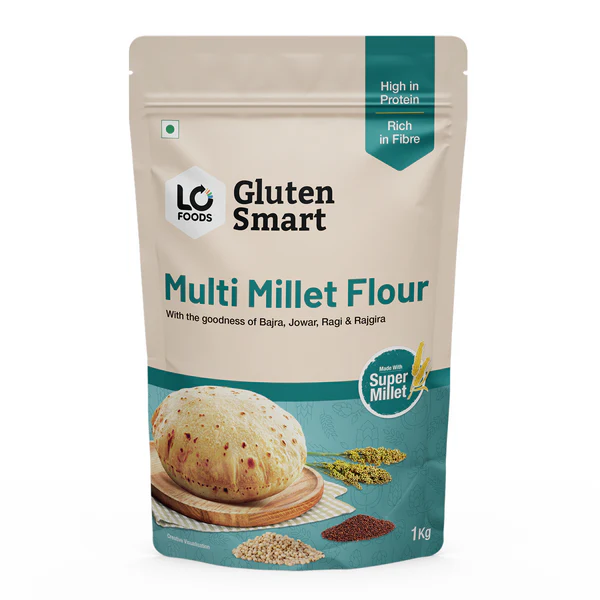 High in
Protein
Rich
in Fibre
LO
FOODS
Gluten
Smart
Multi Millet Flour
With the goodness of Bajra, Jowar, Ragi & Rajgira
Made With
Super
Millet
Creative Visualization
1Kg